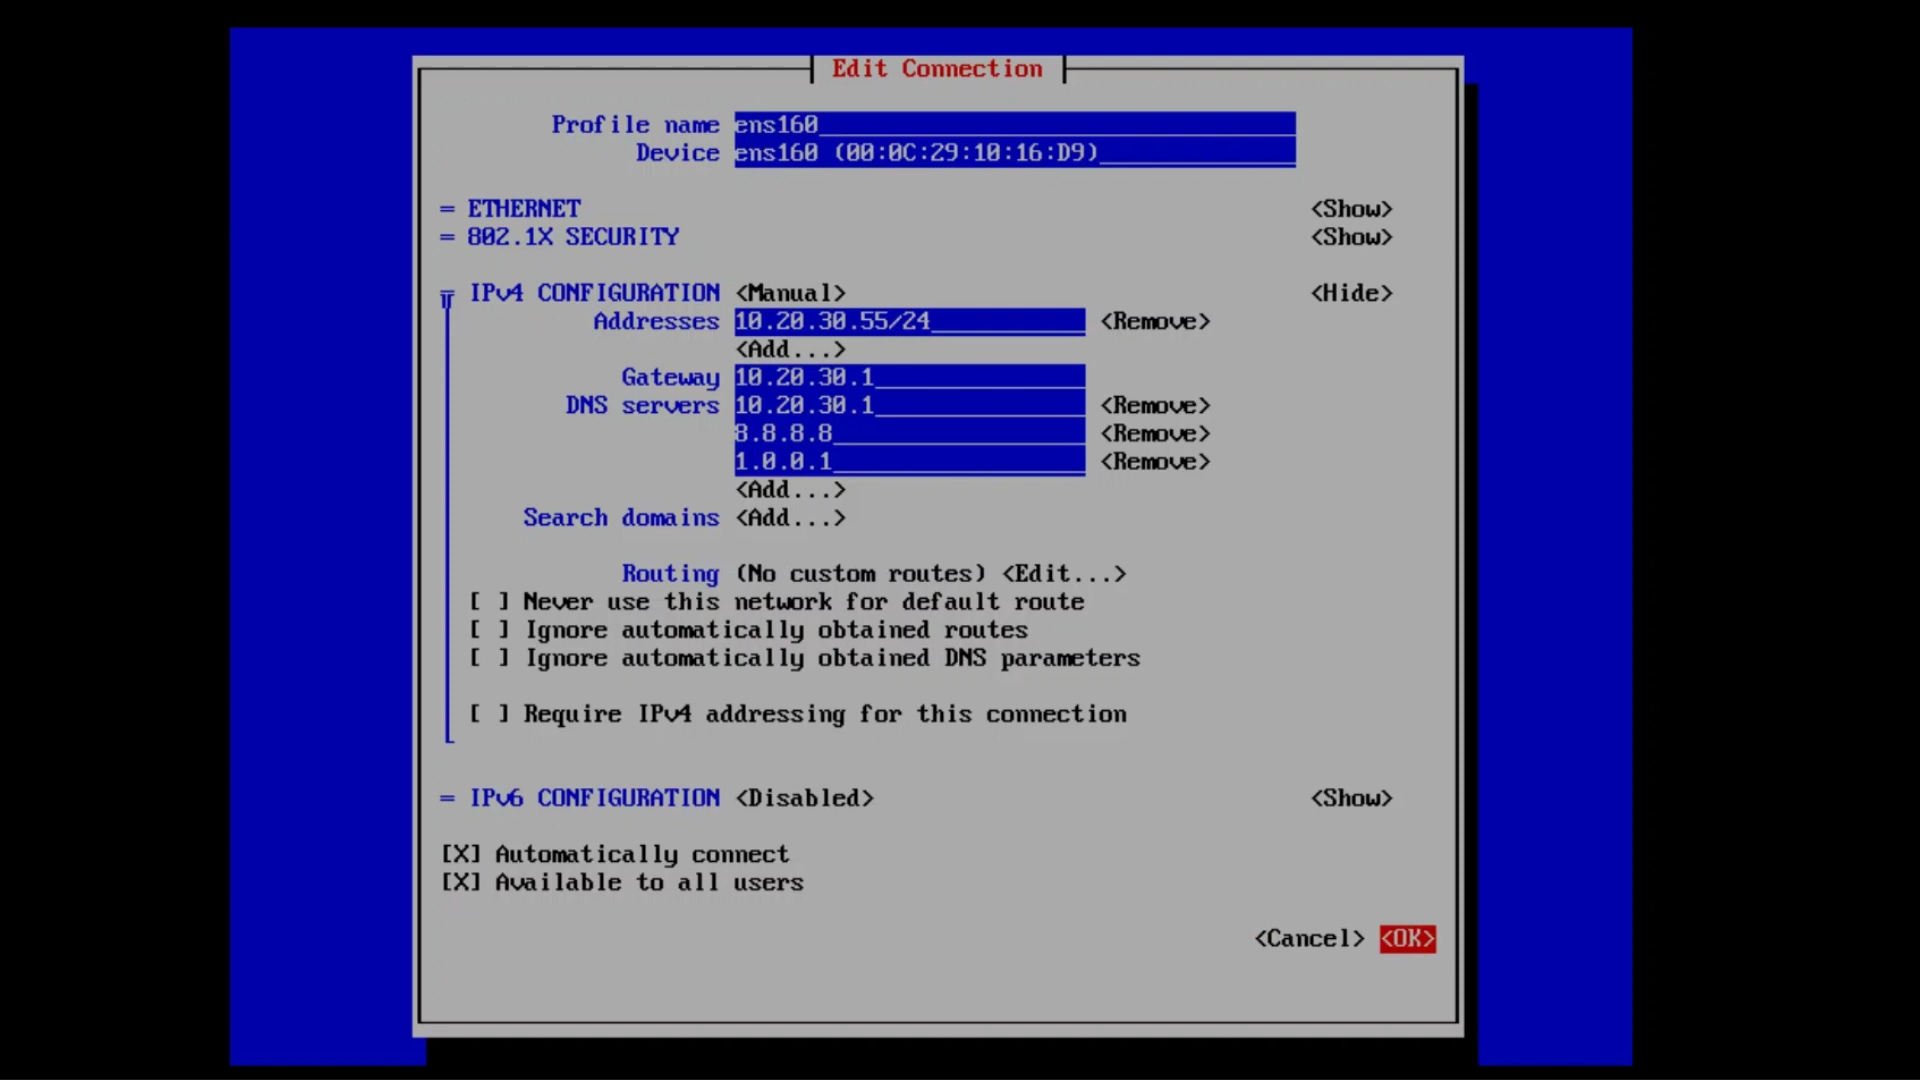 Edit Connection
Profile name ens160
Device ens160 (00:0C:29:10:16:D9)
= ETHERNET <Show>
= 802.1X SECURITY <Show>
IPv4 CONFIGURATION <Manual> <Hide>
Addresses 10.20.30.55/24 <Remove>
<Add...>
Gateway 10.20.30.1
DNS servers 10.20.30.1 <Remove>
8.8.8.8 <Remove>
1.0.0.1 <Remove>
<Add...>
Search domains <Add...>
Routing (No custom routes) <Edit...>
[ ] Never use this network for default route
[ ] Ignore automatically obtained routes
[ ] Ignore automatically obtained DNS parameters
[ ] Require IPv4 addressing for this connection
= IPv6 CONFIGURATION <Disabled> <Show>
[X] Automatically connect
[X] Available to all users
<Cancel> <OK>